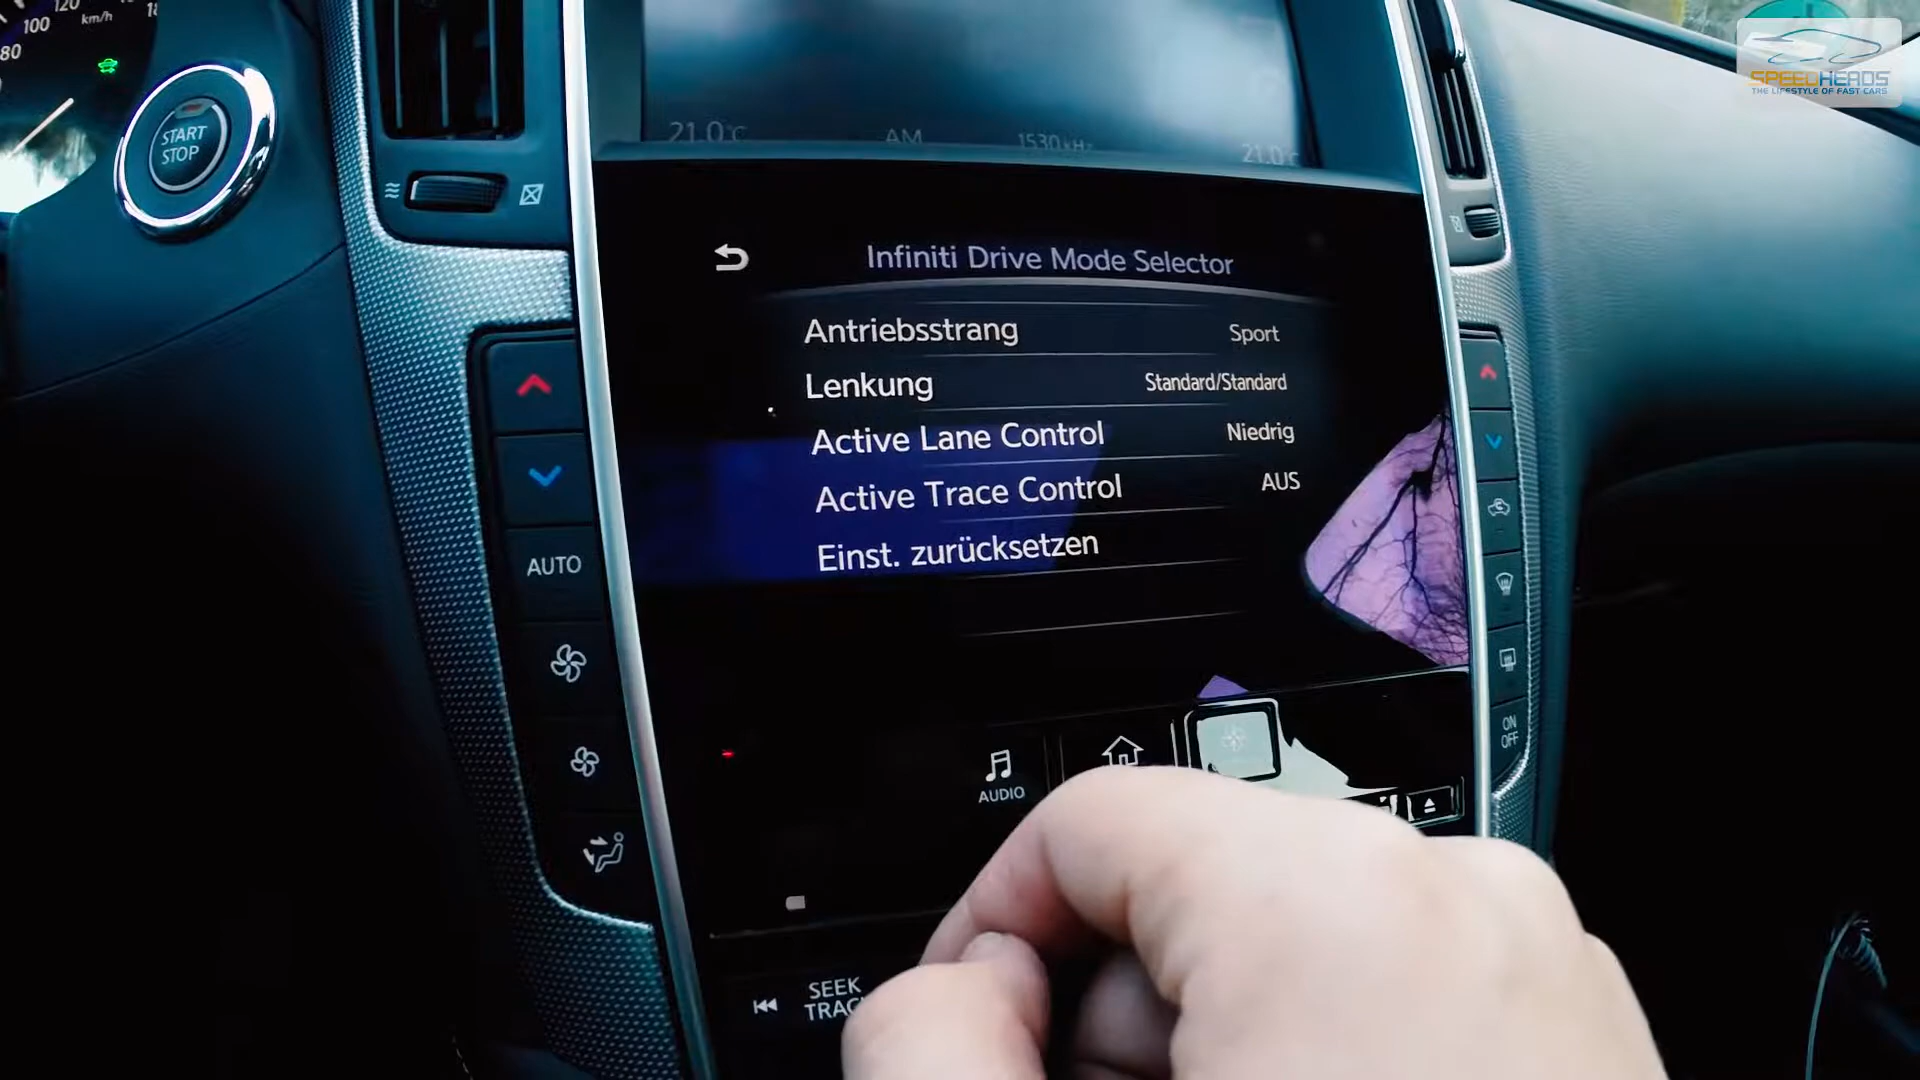 120
100
km/h
80
START
STOP
SPEEDHEADS
THE LIFESTYLE OF FAST CARS
21.0°C
AM
1530 kHz
21.0
Infiniti Drive Mode Selector
Antriebsstrang Sport
Lenkung Standard/Standard
Active Lane Control Niedrig
Active Trace Control AUS
Einst. zurücksetzen
AUTO
ON
OFF
AUDIO
SEEK